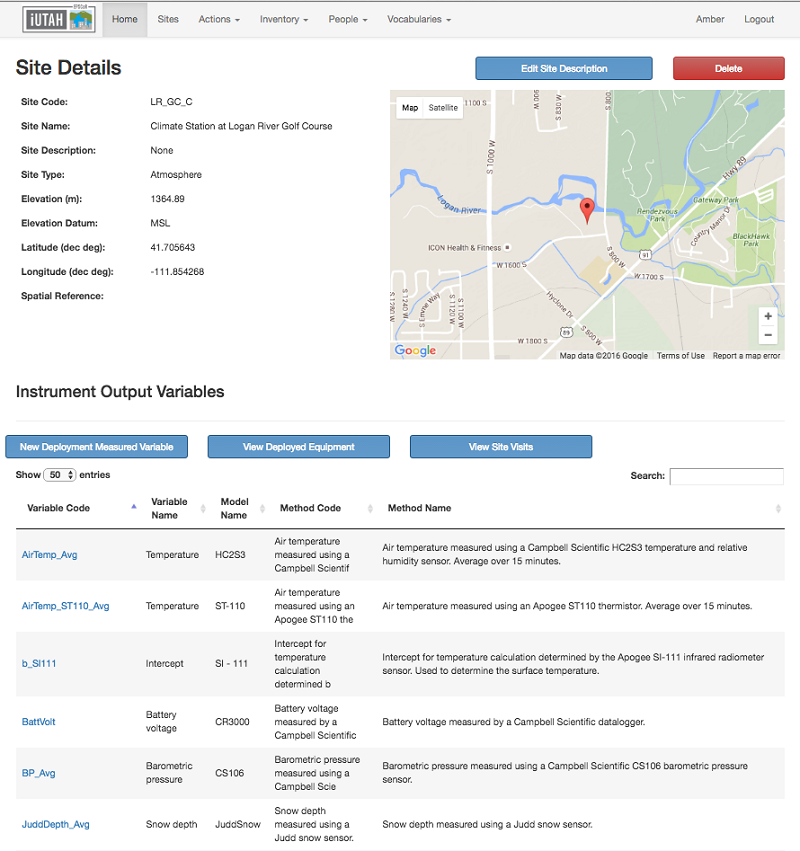 iUTAH
Home Sites Actions Inventory People Vocabularies Amber Logout
Site Details
Edit Site Description Delete
Site Code: LR_GC_C
Site Name: Climate Station at Logan River Golf Course
Site Description: None
Site Type: Atmosphere
Elevation (m): 1364.89
Elevation Datum: MSL
Latitude (dec deg): 41.705643
Longitude (dec deg): -111.854268
Spatial Reference:
Map Satellite
1100 S
900 W
S 830 W
S 800
S 1000 W
Hwy 89
Logan River
Gateway Park
Rendezvous
Park
Country Manor Dr
BlackHawk
Park
ICON Health & Fitness
W 1600 S
S 800 W
91
W 1700 S
S 1280 W
S 1240 W
S Envie Way
S 1120 W
S 1100 W
Hyclone Dr
S 800 W
89
W 1800 S
+
−
Google
Map data ©2016 Google Terms of Use Report a map error
Instrument Output Variables
New Deployment Measured Variable View Deployed Equipment View Site Visits
Show 50 entries Search:
Variable Code Variable Name Model Name Method Code Method Name
AirTemp_Avg Temperature HC2S3
Air temperature
measured using a
Campbell Scientif
Air temperature measured using a Campbell Scientific HC2S3 temperature and relative
humidity sensor. Average over 15 minutes.
AirTemp_ST110_Avg Temperature ST-110
Air temperature
measured using an
Apogee ST110 the
Air temperature measured using an Apogee ST110 thermistor. Average over 15 minutes.
b_SI111 Intercept SI - 111
Intercept for
temperature
calculation
determined b
Intercept for temperature calculation determined by the Apogee SI-111 infrared radiometer
sensor. Used to determine the surface temperature.
BattVolt
Battery
voltage
CR3000
Battery voltage
measured by a
Campbell Scientific
Battery voltage measured by a Campbell Scientific datalogger.
BP_Avg
Barometric
pressure
CS106
Barometric pressure
measured using a
Campbell Scie
Barometric pressure measured using a Campbell Scientific CS106 barometric pressure
sensor.
JuddDepth_Avg Snow depth JuddSnow
Snow depth
measured using a
Judd snow sensor.
Snow depth measured using a Judd snow sensor.